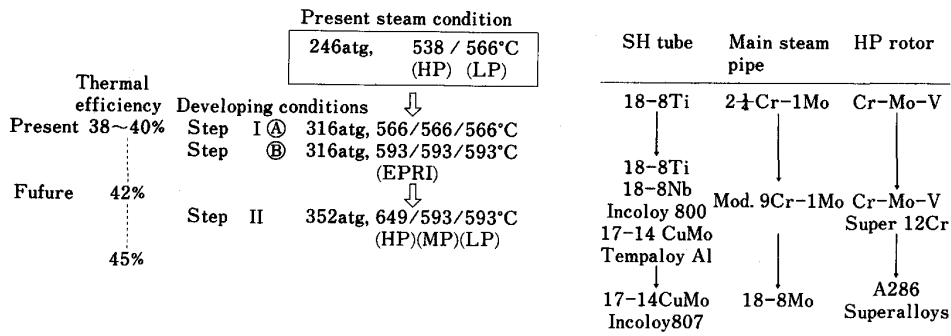 Present steam condition
246atg, 538 / 566°C
(HP) (LP)
Thermal
efficiency
Developing conditions
Present 38～40% Step I Ⓐ 316atg, 566/566/566°C
Step Ⓑ 316atg, 593/593/593°C
(EPRI)
Fufure 42%
Step II 352atg, 649/593/593°C
(HP)(MP)(LP)
45%
SH tube Main steam HP rotor
pipe
18-8Ti 2¼Cr-1Mo Cr-Mo-V
18-8Ti
18-8Nb
Incoloy 800
17-14 CuMo
Tempaloy Al
Mod. 9Cr-1Mo Cr-Mo-V
Super 12Cr
17-14CuMo 18-8Mo A286
Incoloy807 Superalloys